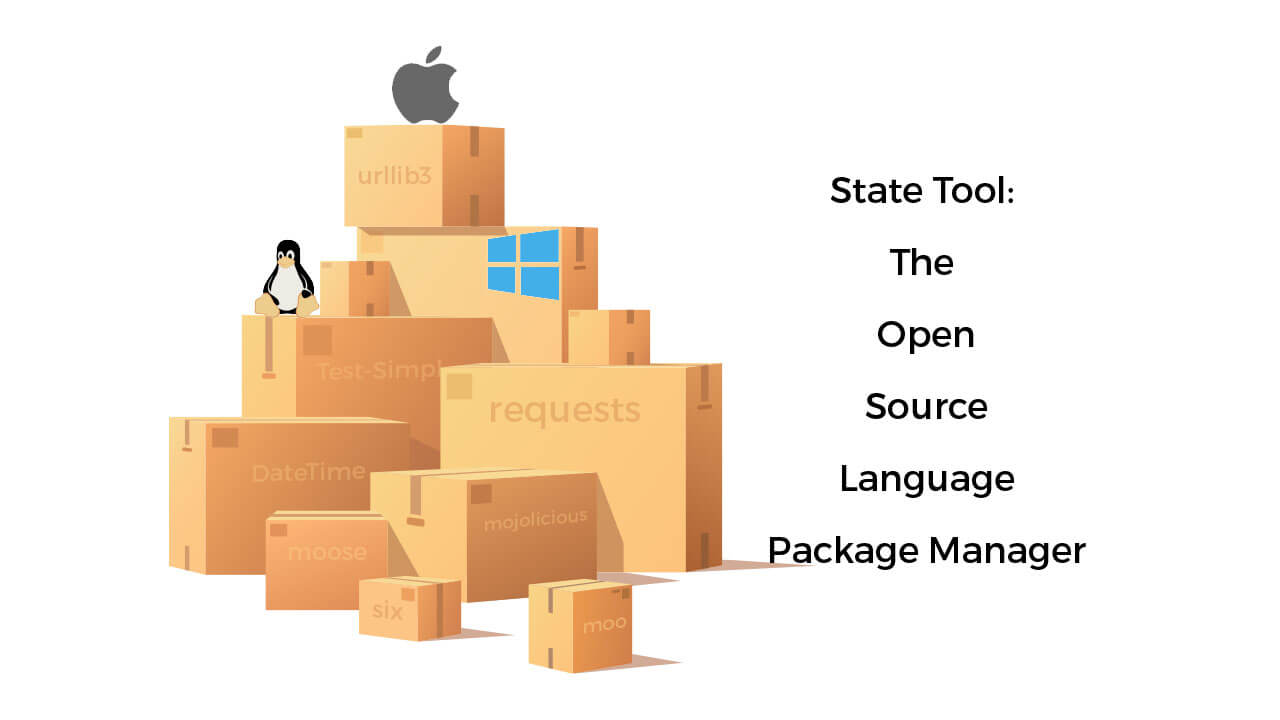 urllib3
Test-Simpl
requests
DateTime
mojolicious
moose
six
moo
State Tool:
The
Open
Source
Language
Package Manager